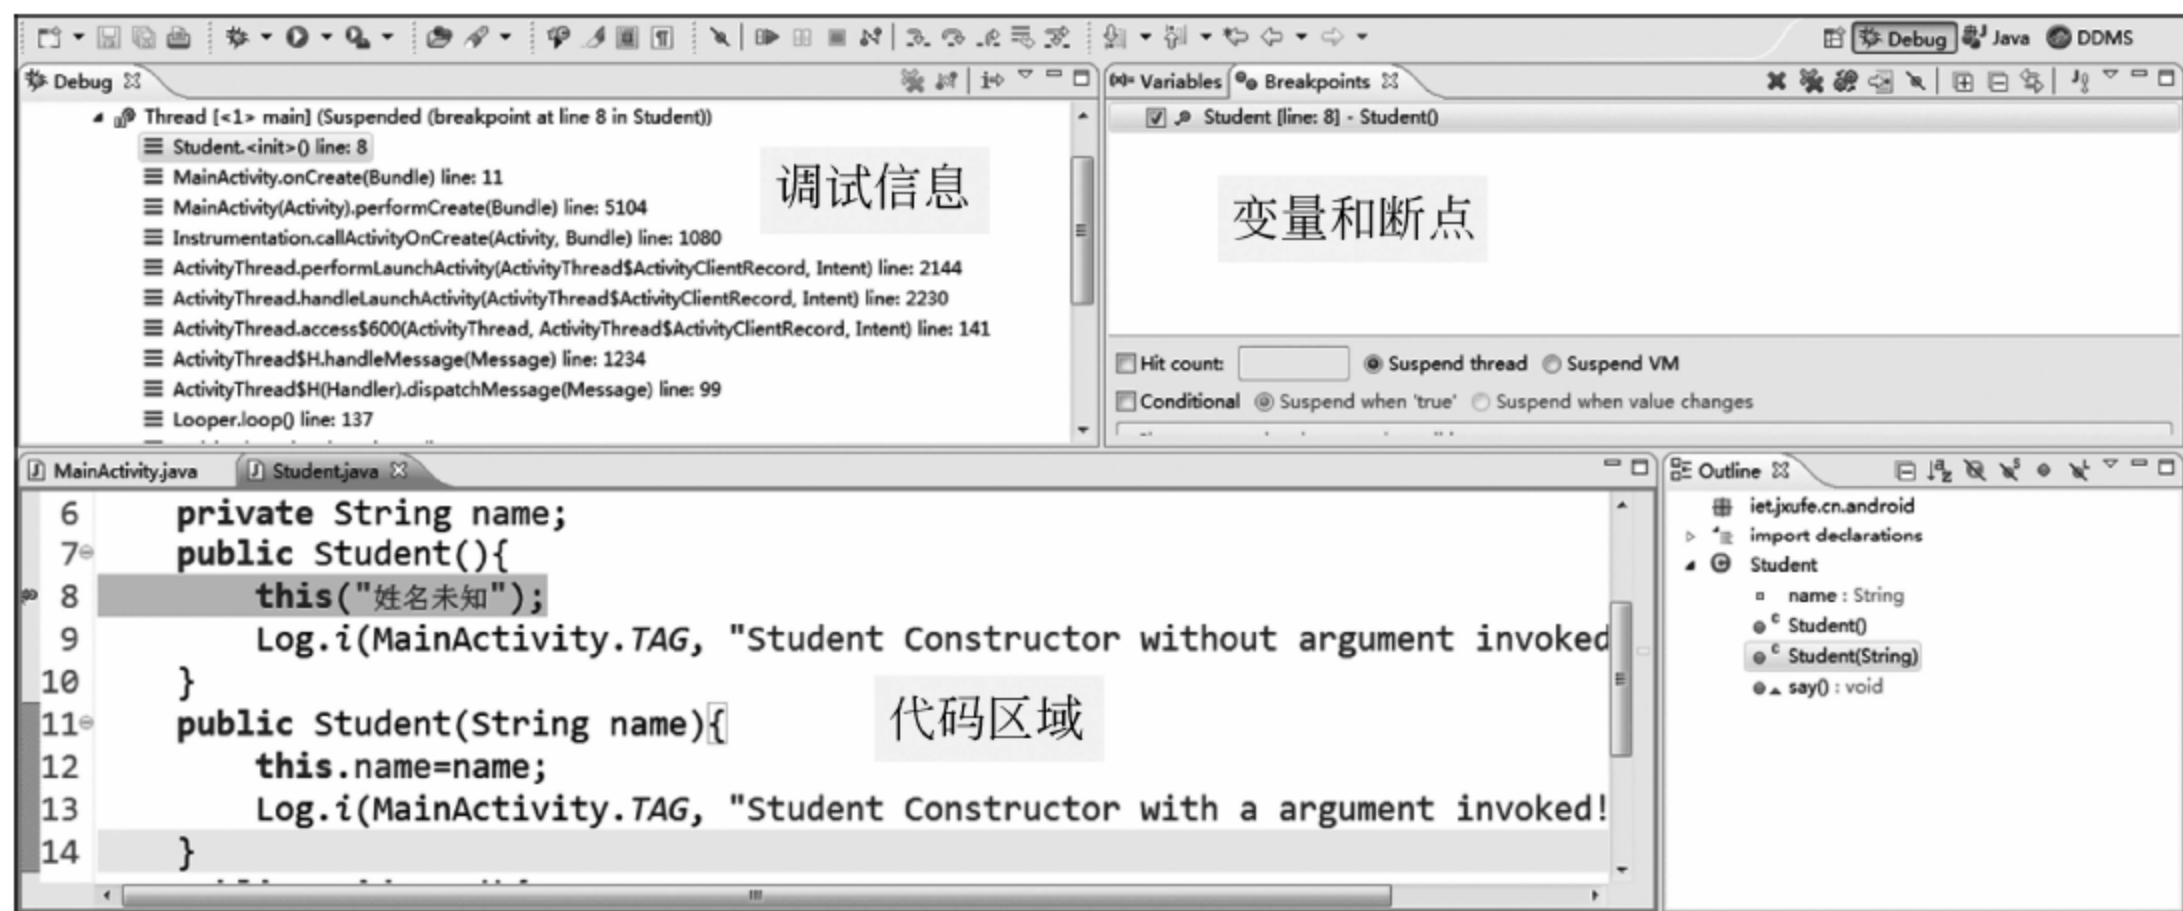 Debug Java DDMS
Debug
Thread [<1> main] (Suspended (breakpoint at line 8 in Student))
Student.<init>() line: 8
MainActivity.onCreate(Bundle) line: 11
MainActivity(Activity).performCreate(Bundle) line: 5104
Instrumentation.callActivityOnCreate(Activity, Bundle) line: 1080
ActivityThread.performLaunchActivity(ActivityThread$ActivityClientRecord, Intent) line: 2144
ActivityThread.handleLaunchActivity(ActivityThread$ActivityClientRecord, Intent) line: 2230
ActivityThread.access$600(ActivityThread, ActivityThread$ActivityClientRecord, Intent) line: 141
ActivityThread$H.handleMessage(Message) line: 1234
ActivityThread$H(Handler).dispatchMessage(Message) line: 99
Looper.loop() line: 137
调试信息
(x)= Variables Breakpoints
Student [line: 8] - Student()
变量和断点
Hit count: Suspend thread Suspend VM
Conditional Suspend when 'true' Suspend when value changes
MainActivity.java Student.java
6 private String name;
7 public Student(){
8 this("姓名未知");
9 Log.i(MainActivity.TAG, "Student Constructor without argument invoked
10 }
11 public Student(String name){
12 this.name=name;
13 Log.i(MainActivity.TAG, "Student Constructor with a argument invoked!
14 }
代码区域
Outline
iet.jxufe.cn.android
import declarations
Student
name : String
Student()
Student(String)
say() : void